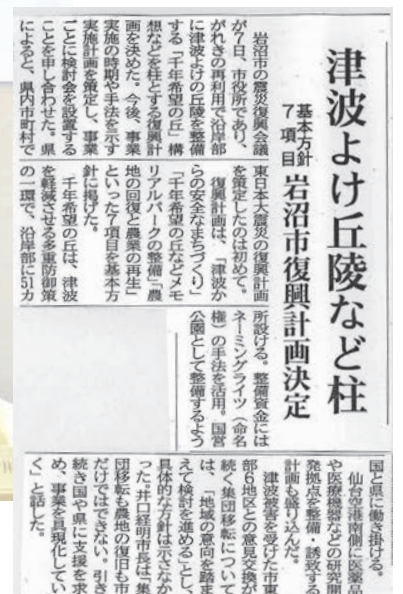 津波よけ丘陵など柱
基本方針
7項目
岩沼市復興計画決定
岩沼市の震災復興会議
が７日、市役所であり、
がれきの再利用で沿岸部
に津波よけの丘陵を整備
する「千年希望の丘」構
想などを柱とする復興計
画を決めた。今後、事業
実施の時期や手法を示す
実施計画を策定し、事業
ごとに検討会を設置する
ことを申し合わせた。県
によると、県内市町村で
東日本大震災の復興計画
を策定したのは初めて。
復興計画は、「津波か
らの安全なまちづくり」
「千年希望の丘などメモ
リアルパークの整備」「農
地の回復と農業の再生」
といった７項目を基本方
針に掲げた。
千年希望の丘は、津波
を軽減させる多重防御策
の一環で、沿岸部に51カ
所設ける。整備資金には
ネーミングライツ（命名
権）の手法を活用。国営
公園として整備するよう
国と県に働き掛ける。
仙台空港南側に医薬品
や医療機器などの研究開
発拠点を整備・誘致する
計画も盛り込んだ。
津波被害を受けた市東
部６地区との意見交換が
続く集団移転について
は、「地域の意向を踏ま
えて検討を進める」とし、
具体的な方針は示さなか
った。井口経明市長は「集
団移転も農地の復旧も市
だけではできない。引き
続き国や県に支援を求
め、事業を具現化してい
く」と話した。